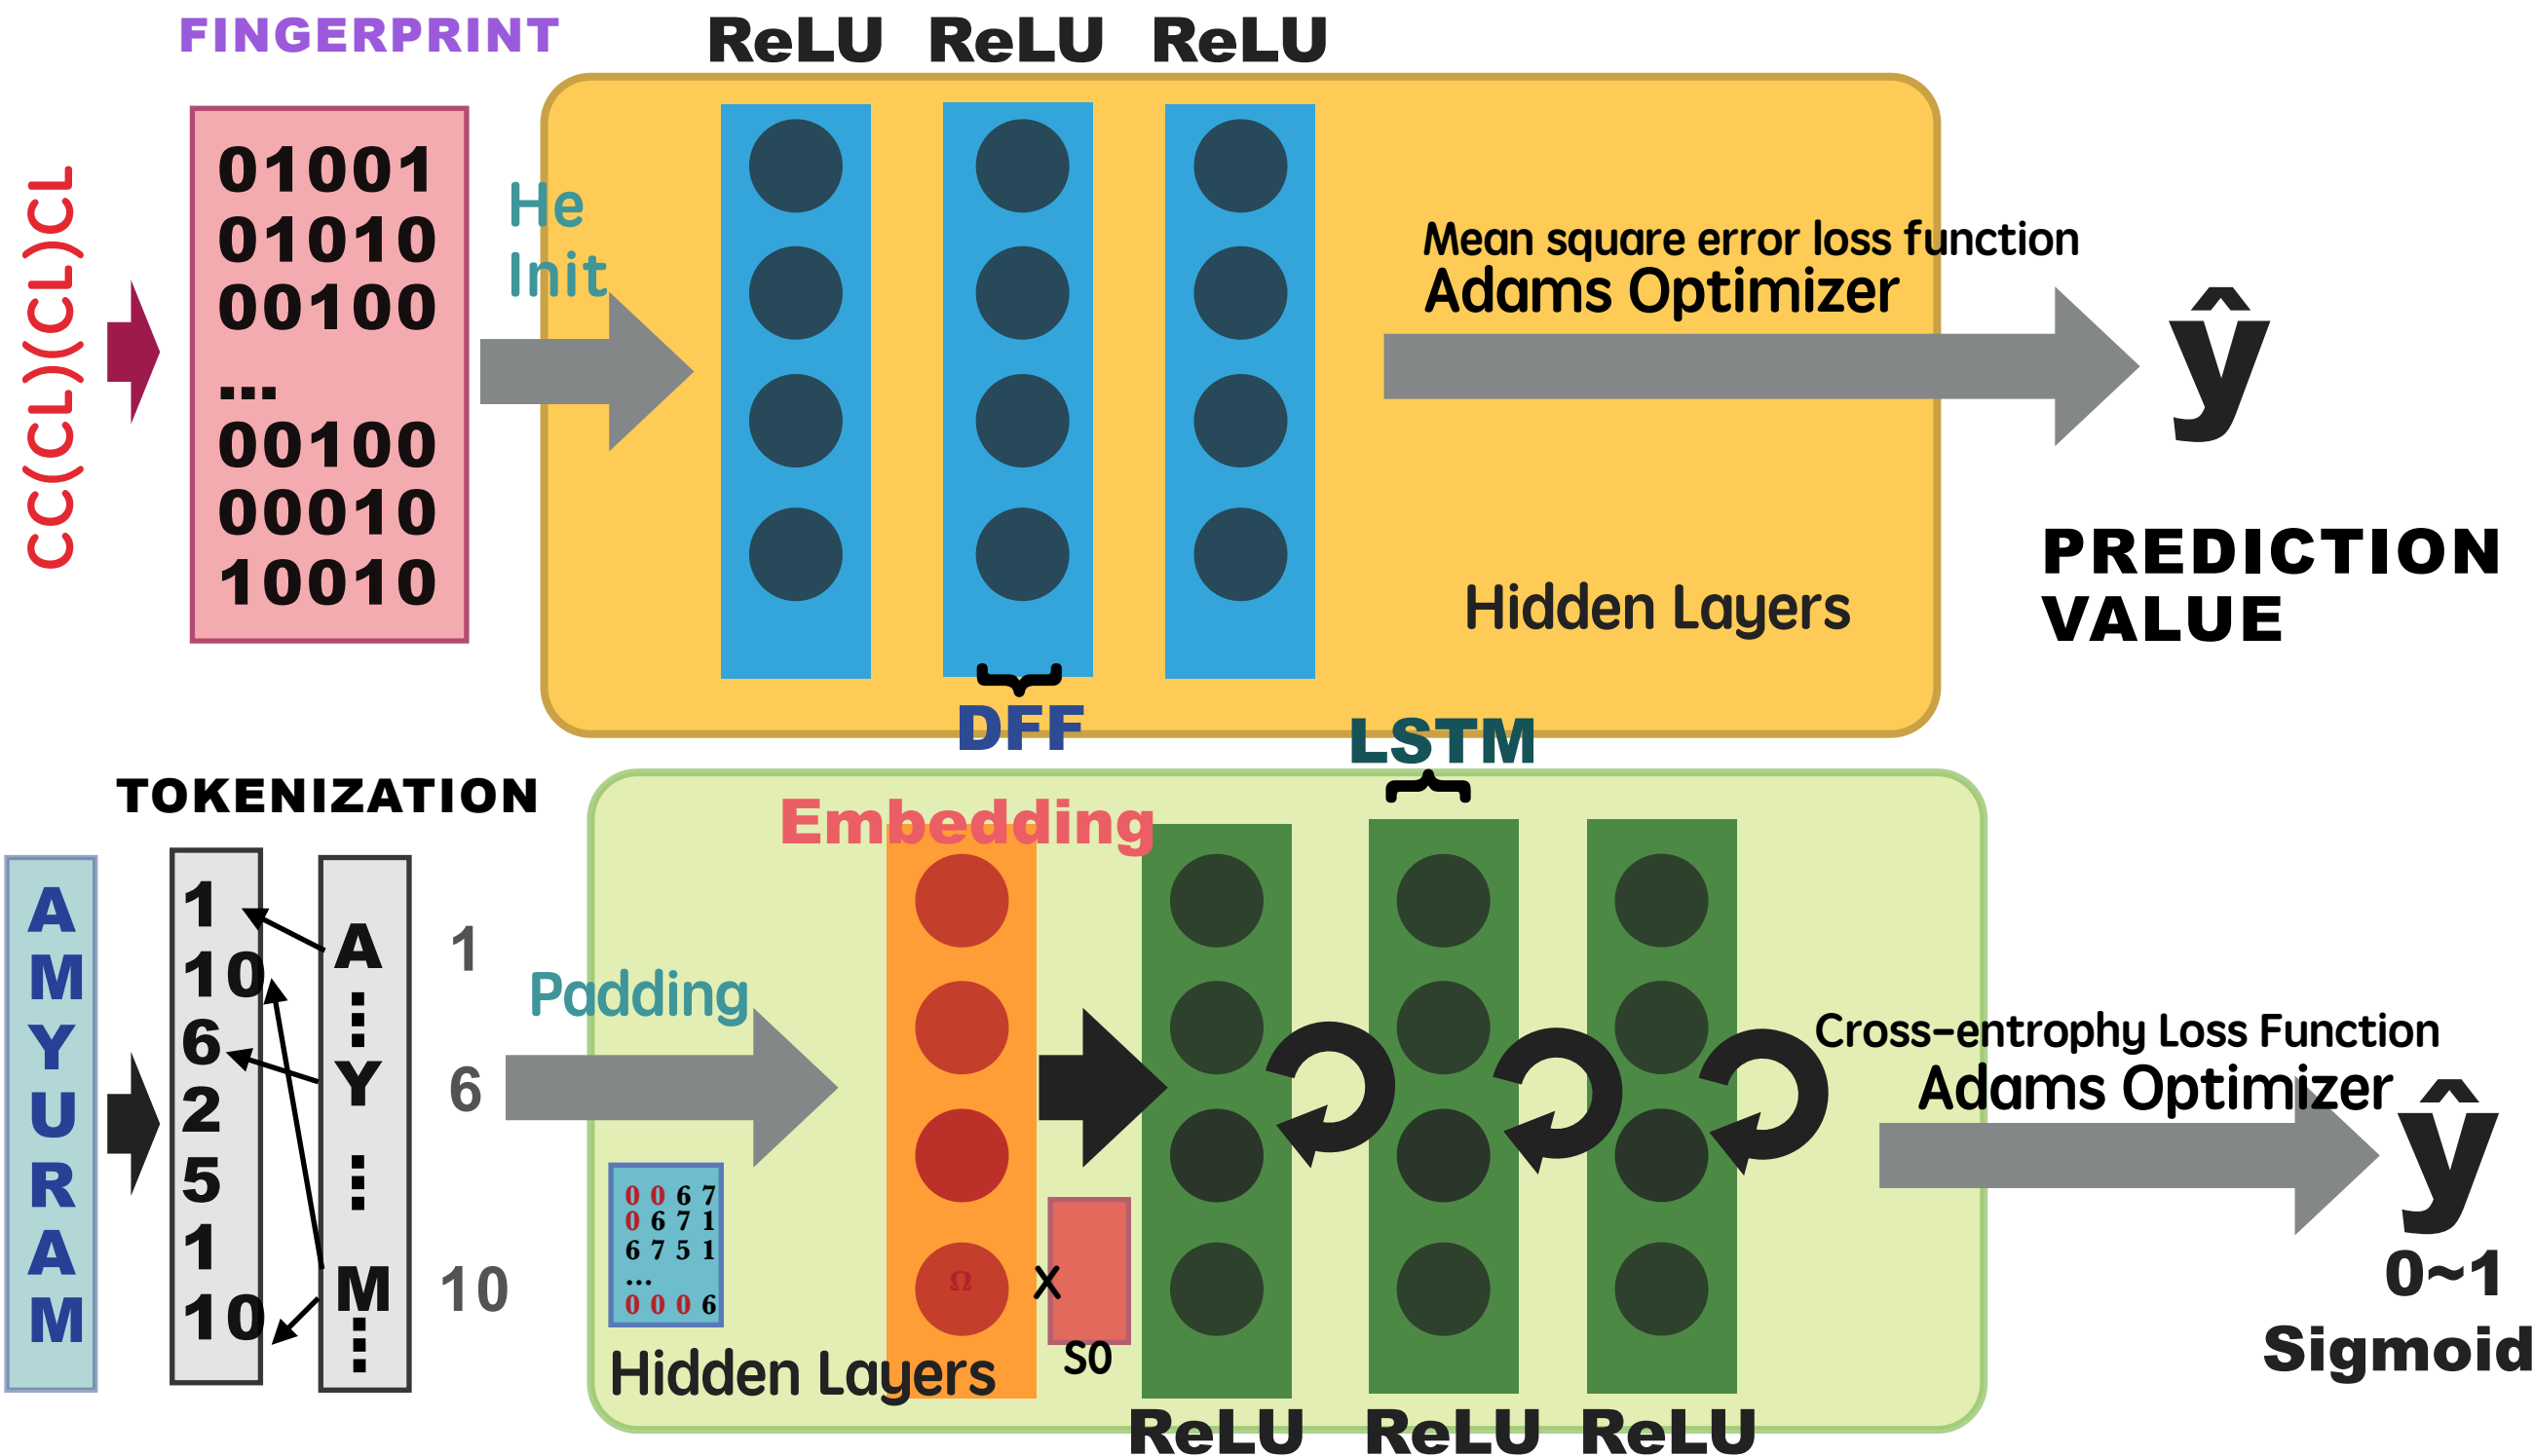 FINGERPRINT
ReLU ReLU ReLU
CC(CL)(CL)CL
01001
01010
00100
...
00100
00010
10010
He
Init
Mean square error loss function
Adams Optimizer
ŷ
PREDICTION
VALUE
Hidden Layers
DFF
LSTM
TOKENIZATION
Embedding
A
M
Y
U
R
A
M
1
10
6
2
5
1
10
A
...
Y
...
M
...
1
6
10
Padding
0 0 6 7
0 6 7 1
6 7 5 1
...
0 0 0 6
Ω
X
S0
Hidden Layers
ReLU ReLU ReLU
Cross-entrophy Loss Function
Adams Optimizer
ŷ
0~1
Sigmoid